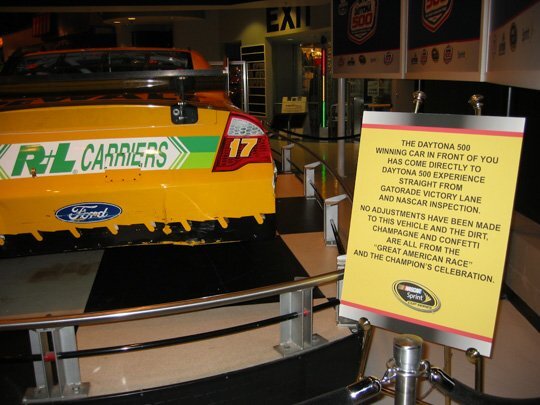 EXIT
500
500
R+L CARRIERS
17
Ford
THE DAYTONA 500
WINNING CAR IN FRONT OF YOU
HAS COME DIRECTLY TO
DAYTONA 500 EXPERIENCE
STRAIGHT FROM
GATORADE VICTORY LANE
AND NASCAR INSPECTION.
NO ADJUSTMENTS HAVE BEEN MADE
TO THIS VEHICLE AND THE DIRT,
CHAMPAGNE AND CONFETTI
ARE ALL FROM THE
"GREAT AMERICAN RACE"
AND THE CHAMPION'S CELEBRATION.
NASCAR
Sprint